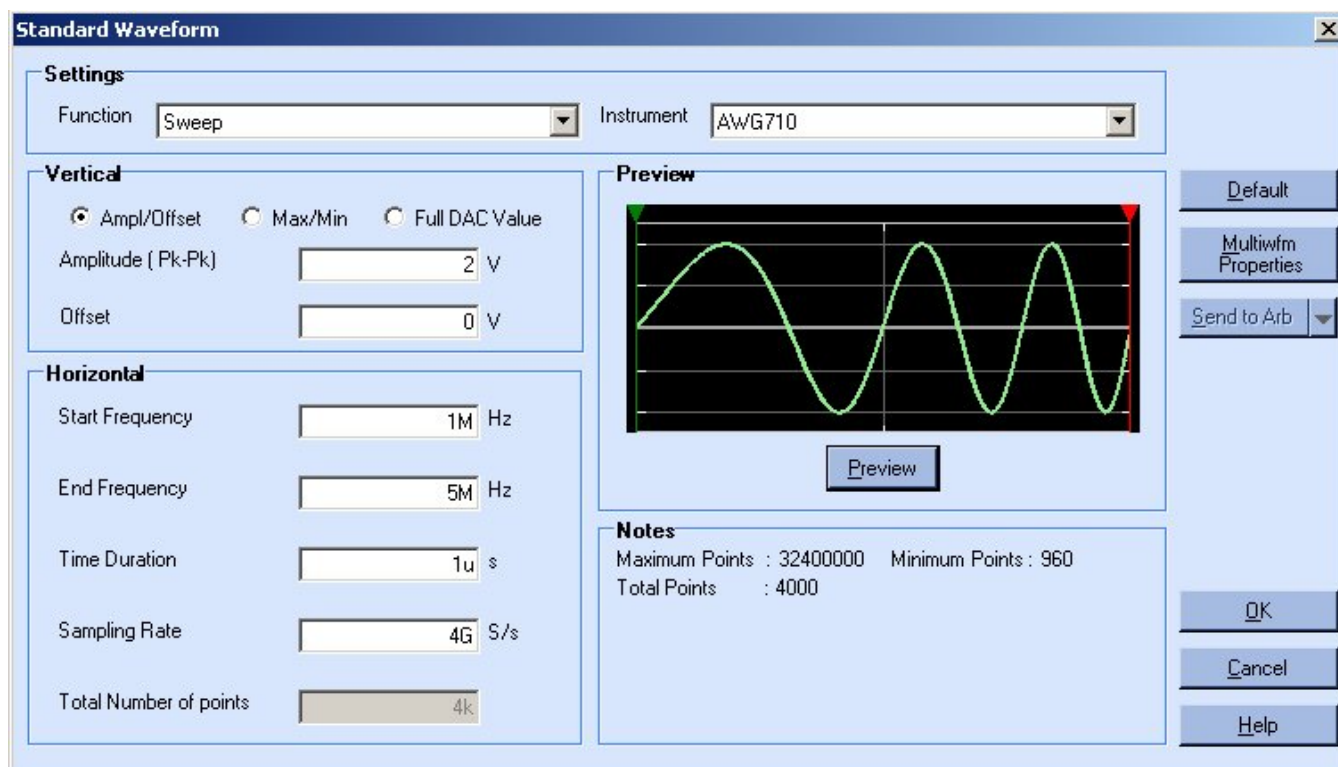 Standard Waveform
Settings
Function Sweep Instrument AWG710
Vertical
Ampl/Offset Max/Min Full DAC Value
Amplitude ( Pk-Pk) 2 V
Offset 0 V
Horizontal
Start Frequency 1M Hz
End Frequency 5M Hz
Time Duration 1u s
Sampling Rate 4G S/s
Total Number of points 4k
Preview
Preview
Notes
Maximum Points : 32400000 Minimum Points : 960
Total Points : 4000
Default
Multiwfm
Properties
Send to Arb
OK
Cancel
Help